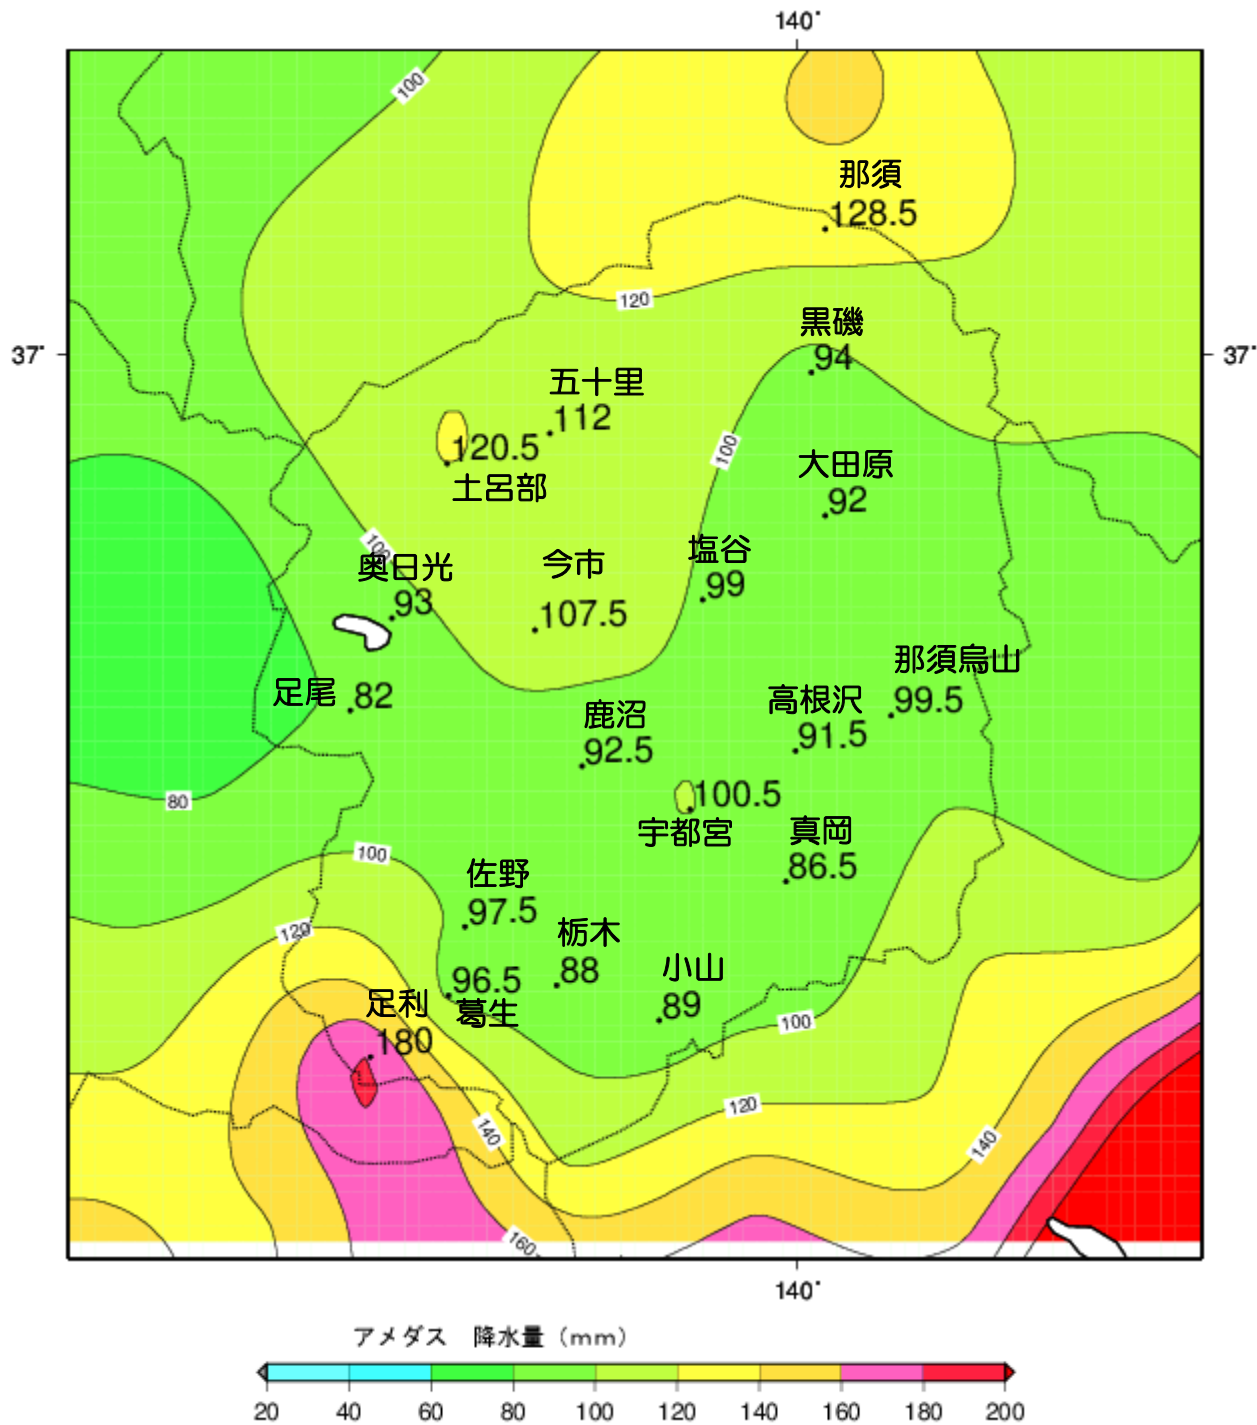 140°
100
那須
128.5
120
黒磯
37°
37°
94
五十里
112
100
120.5
土呂部
大田原
92
100
奥日光
93
今市
107.5
塩谷
99
那須烏山
99.5
足尾
82
鹿沼
92.5
高根沢
91.5
80
100.5
宇都宮
真岡
86.5
100
佐野
97.5
120
栃木
88
96.5
葛生
小山
89
足利
180
100
120
140
140
160
140°
アメダス 降水量（mm）
20 40 60 80 100 120 140 160 180 200